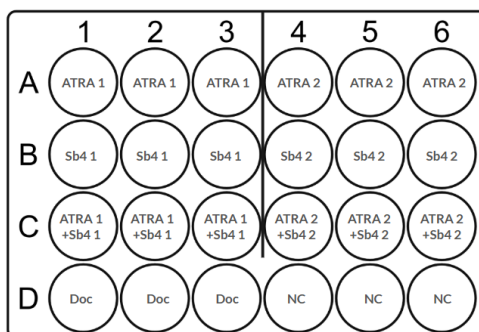 1 2 3 4 5 6
A ATRA 1 ATRA 1 ATRA 1 ATRA 2 ATRA 2 ATRA 2
B Sb4 1 Sb4 1 Sb4 1 Sb4 2 Sb4 2 Sb4 2
C ATRA 1 ATRA 1 ATRA 1 ATRA 2 ATRA 2 ATRA 2
+Sb4 1 +Sb4 1 +Sb4 1 +Sb4 2 +Sb4 2 +Sb4 2
D Doc Doc Doc NC NC NC